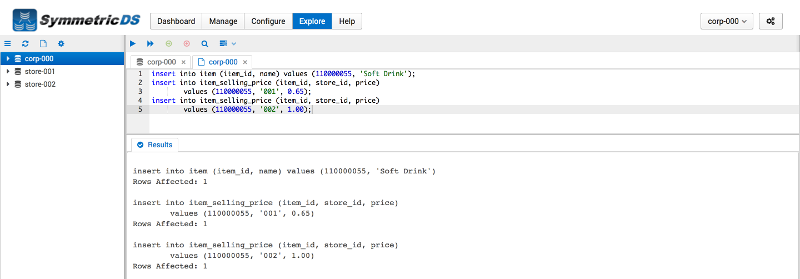 SymmetricDS Dashboard Manage Configure Explore Help corp-000
corp-000
store-001
store-002
corp-000 × corp-000 ×
1 insert into item (item_id, name) values (110000055, 'Soft Drink');
2 insert into item_selling_price (item_id, store_id, price)
3 values (110000055, '001', 0.65);
4 insert into item_selling_price (item_id, store_id, price)
5 values (110000055, '002', 1.00);
Results
insert into item (item_id, name) values (110000055, 'Soft Drink')
Rows Affected: 1
insert into item_selling_price (item_id, store_id, price)
values (110000055, '001', 0.65)
Rows Affected: 1
insert into item_selling_price (item_id, store_id, price)
values (110000055, '002', 1.00)
Rows Affected: 1